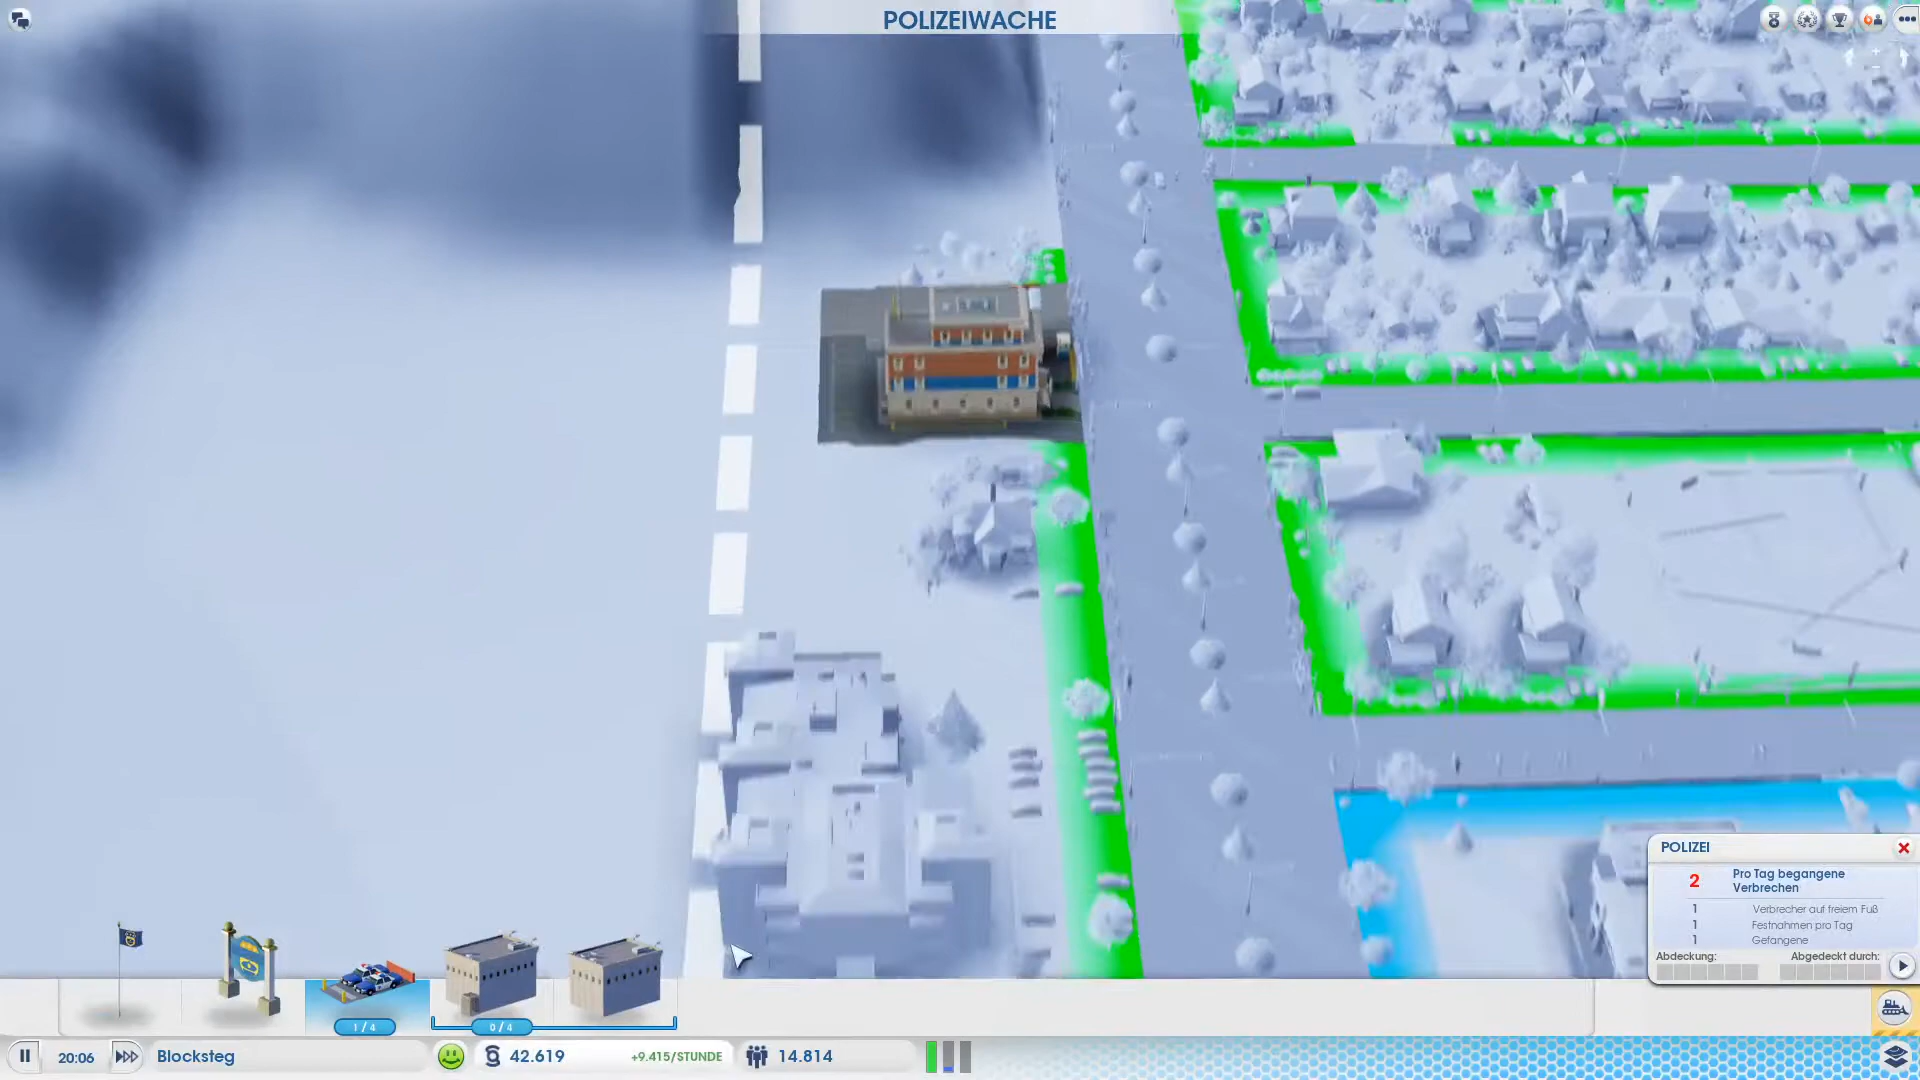 POLIZEIWACHE
POLIZEI
2 Pro Tag begangene
Verbrechen
1 Verbrecher auf freiem Fuß
1 Festnahmen pro Tag
1 Gefangene
Abdeckung: Abgedeckt durch:
1 / 4
0 / 4
20:06 Blocksteg 42.619 +9.415/STUNDE 14.814